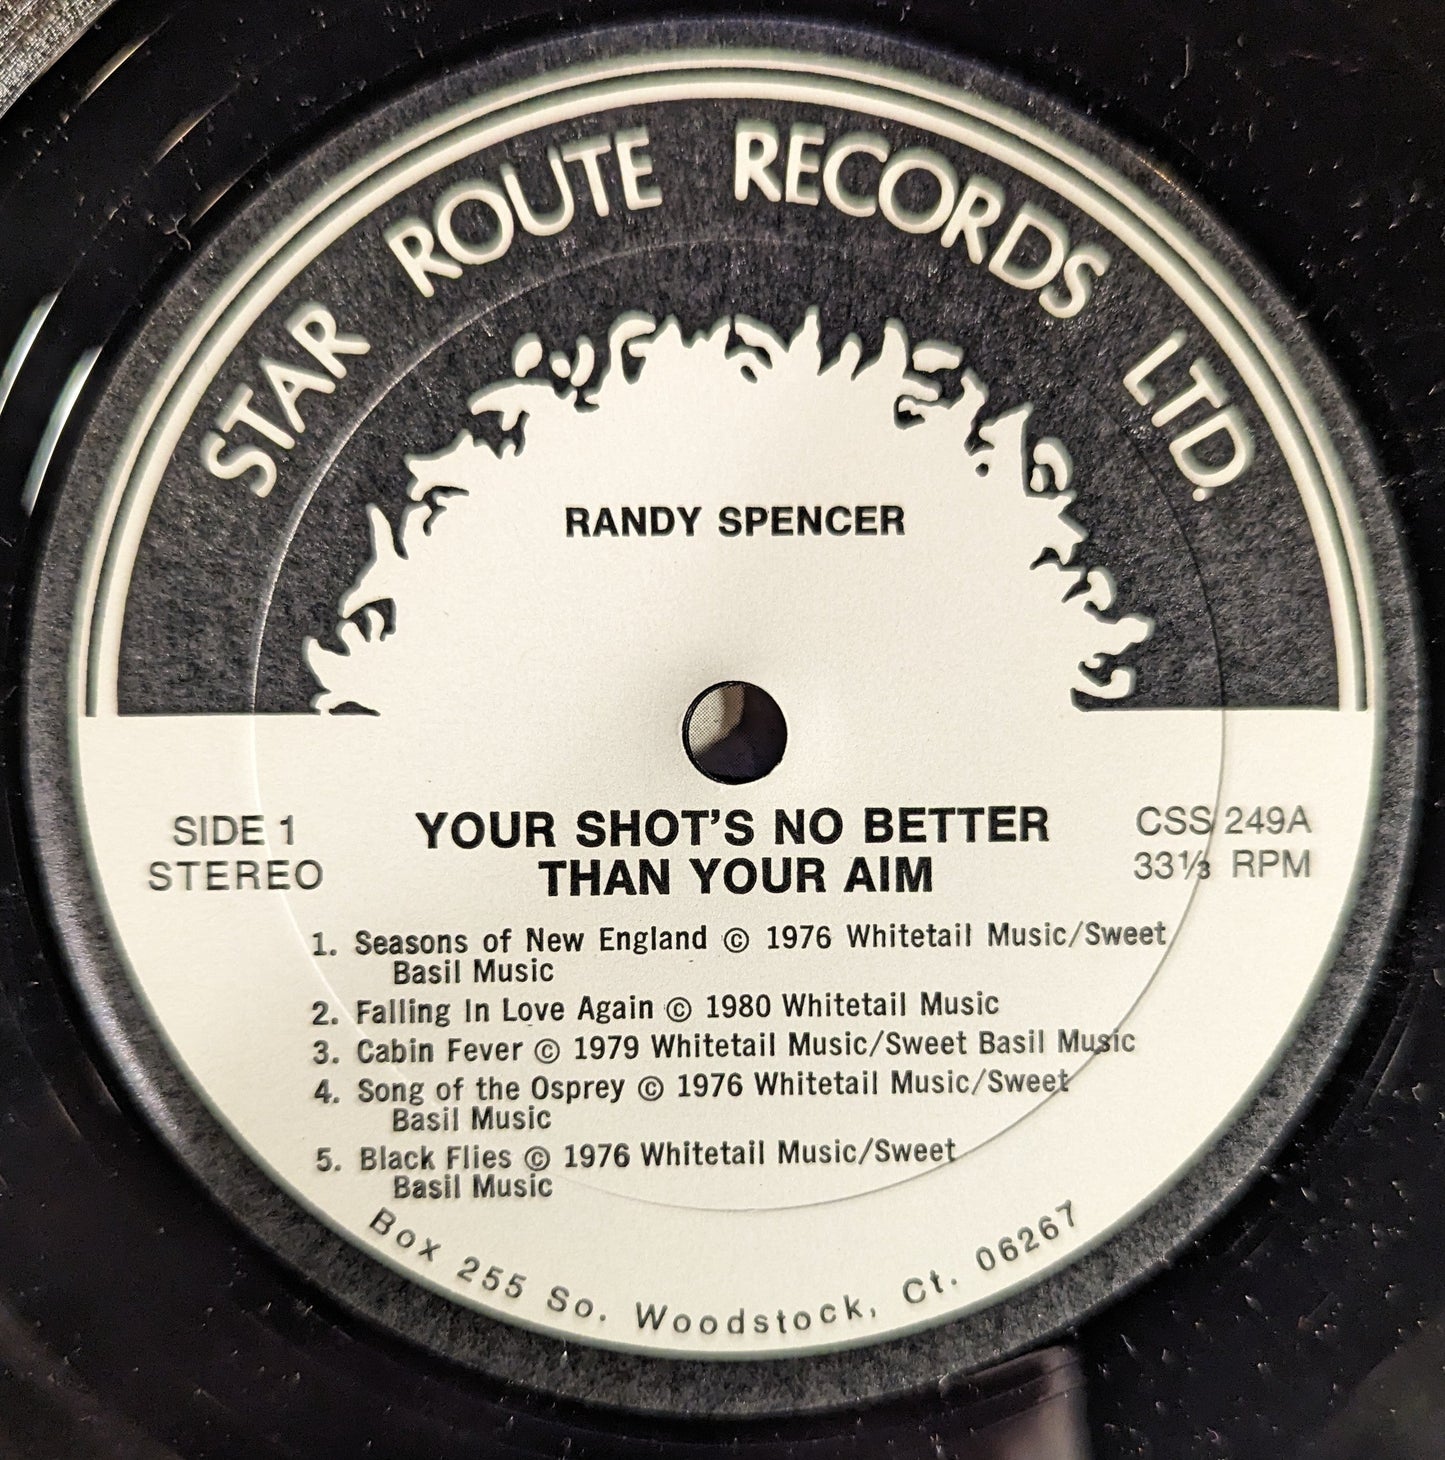 STAR ROUTE RECORDS LTD.
RANDY SPENCER
SIDE 1
STEREO
YOUR SHOT'S NO BETTER
THAN YOUR AIM
CSS 249A
33⅓ RPM
1. Seasons of New England © 1976 Whitetail Music/Sweet
Basil Music
2. Falling In Love Again © 1980 Whitetail Music
3. Cabin Fever © 1979 Whitetail Music/Sweet Basil Music
4. Song of the Osprey © 1976 Whitetail Music/Sweet
Basil Music
5. Black Flies © 1976 Whitetail Music/Sweet
Basil Music
Box 255 So. Woodstock, Ct. 06267